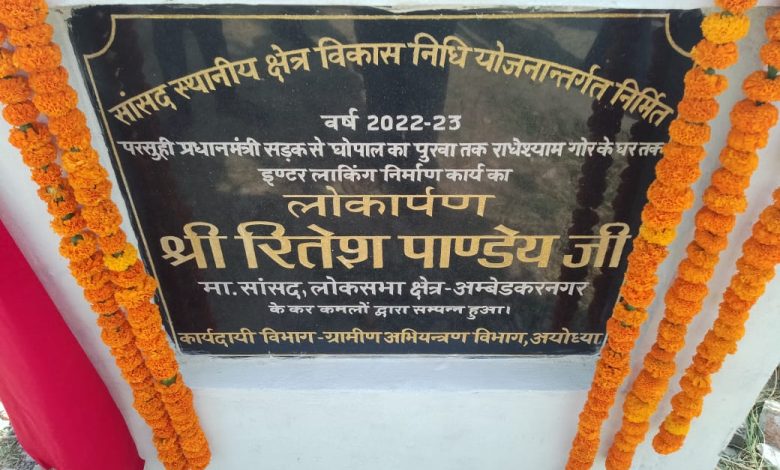 सांसद स्थानीय क्षेत्र विकास निधि योजनान्तर्गत निर्मित
वर्ष 2022-23
परसुही प्रधानमंत्री सड़क से घोपाल का पुरवा तक राधेश्याम गोर के घर तक
इण्टर लाकिंग निर्माण कार्य का
लोकार्पण
श्री रितेश पाण्डेय जी
मा. सांसद, लोकसभा क्षेत्र-अम्बेडकरनगर
के कर कमलों द्वारा सम्पन्न हुआ।
कार्यदायी विभाग-ग्रामीण अभियन्त्रण विभाग, अयोध्या